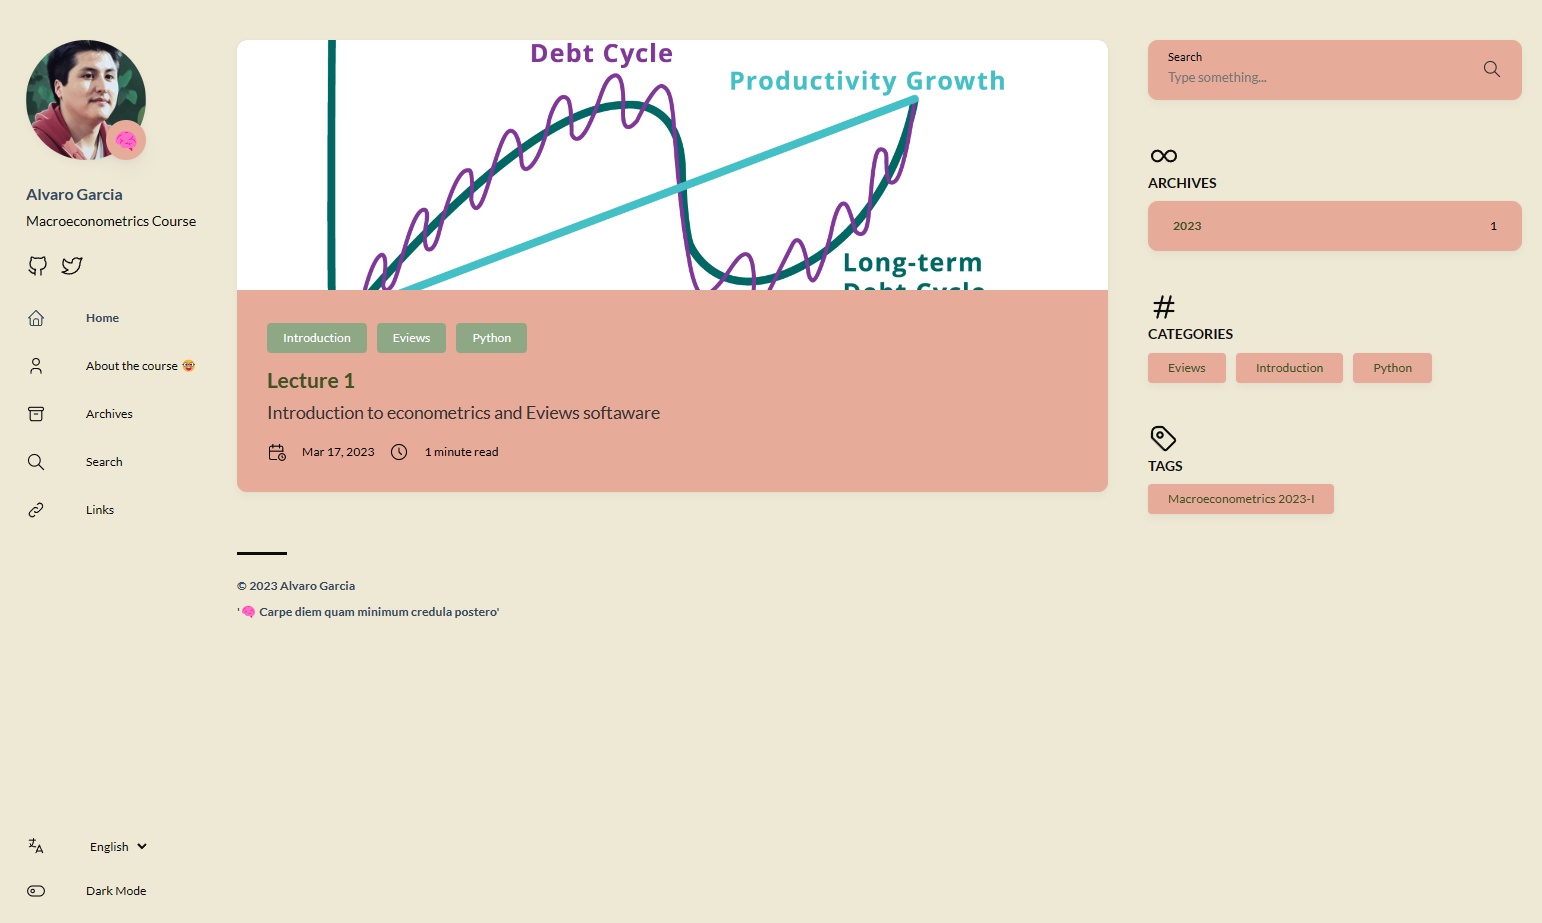 Alvaro Garcia
Macroeconometrics Course
Home
About the course 🤓
Archives
Search
Links
English
Dark Mode
Debt Cycle
Productivity Growth
Long-term
Debt Cycle
Introduction
Eviews
Python
Lecture 1
Introduction to econometrics and Eviews softaware
Mar 17, 2023
1 minute read
© 2023 Alvaro Garcia
'🧠 Carpe diem quam minimum credula postero'
Search
Type something...
ARCHIVES
2023 1
CATEGORIES
Eviews
Introduction
Python
TAGS
Macroeconometrics 2023-I